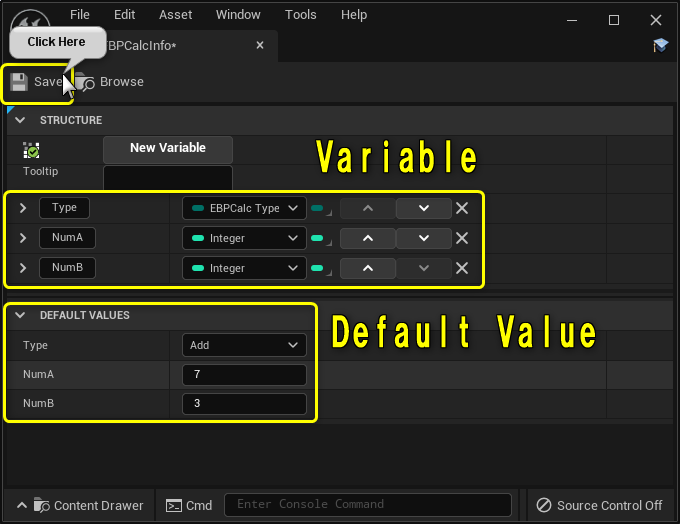 File Edit Asset Window Tools Help
Click Here
EBPCalcInfo*
Save Browse
STRUCTURE
New Variable
Tooltip
Variable
Type EBPCalc Type
NumA Integer
NumB Integer
DEFAULT VALUES
Default Value
Type Add
NumA 7
NumB 3
Content Drawer Cmd Enter Console Command Source Control Off